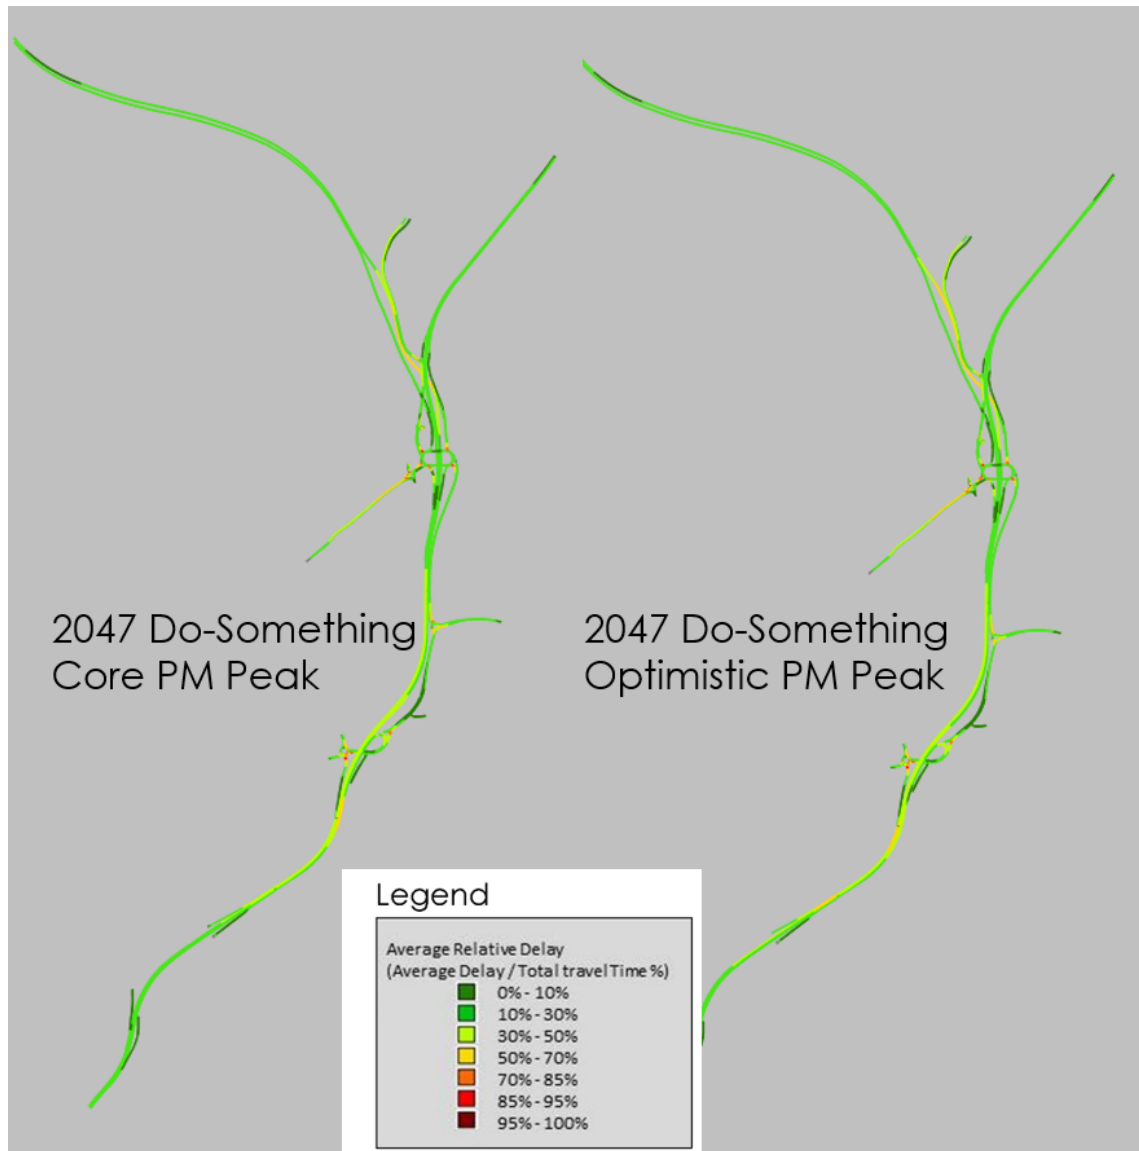 2047 Do-Something
Core PM Peak
2047 Do-Something
Optimistic PM Peak
Legend
Average Relative Delay
(Average Delay / Total travel Time %)
0% - 10%
10% - 30%
30% - 50%
50% - 70%
70% - 85%
85% - 95%
95% - 100%